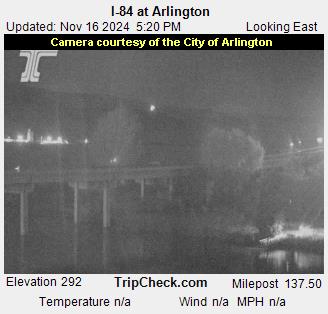 I-84 at Arlington
Updated: Nov 16 2024 5:20 PM Looking East
Camera courtesy of the City of Arlington
Elevation 292 TripCheck.com Milepost 137.50
Temperature n/a Wind n/a MPH n/a